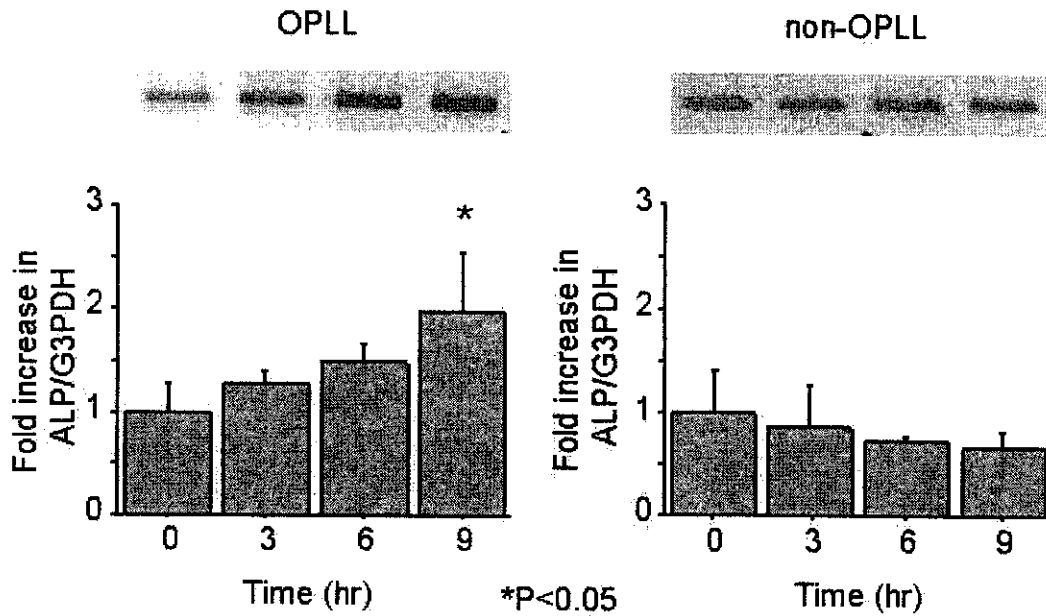 OPLL
non-OPLL
3
2
1
0
Fold increase in
ALP/G3PDH
*
0 3 6 9
Time (hr)
3
2
1
0
Fold increase in
ALP/G3PDH
0 3 6 9
Time (hr)
*P<0.05